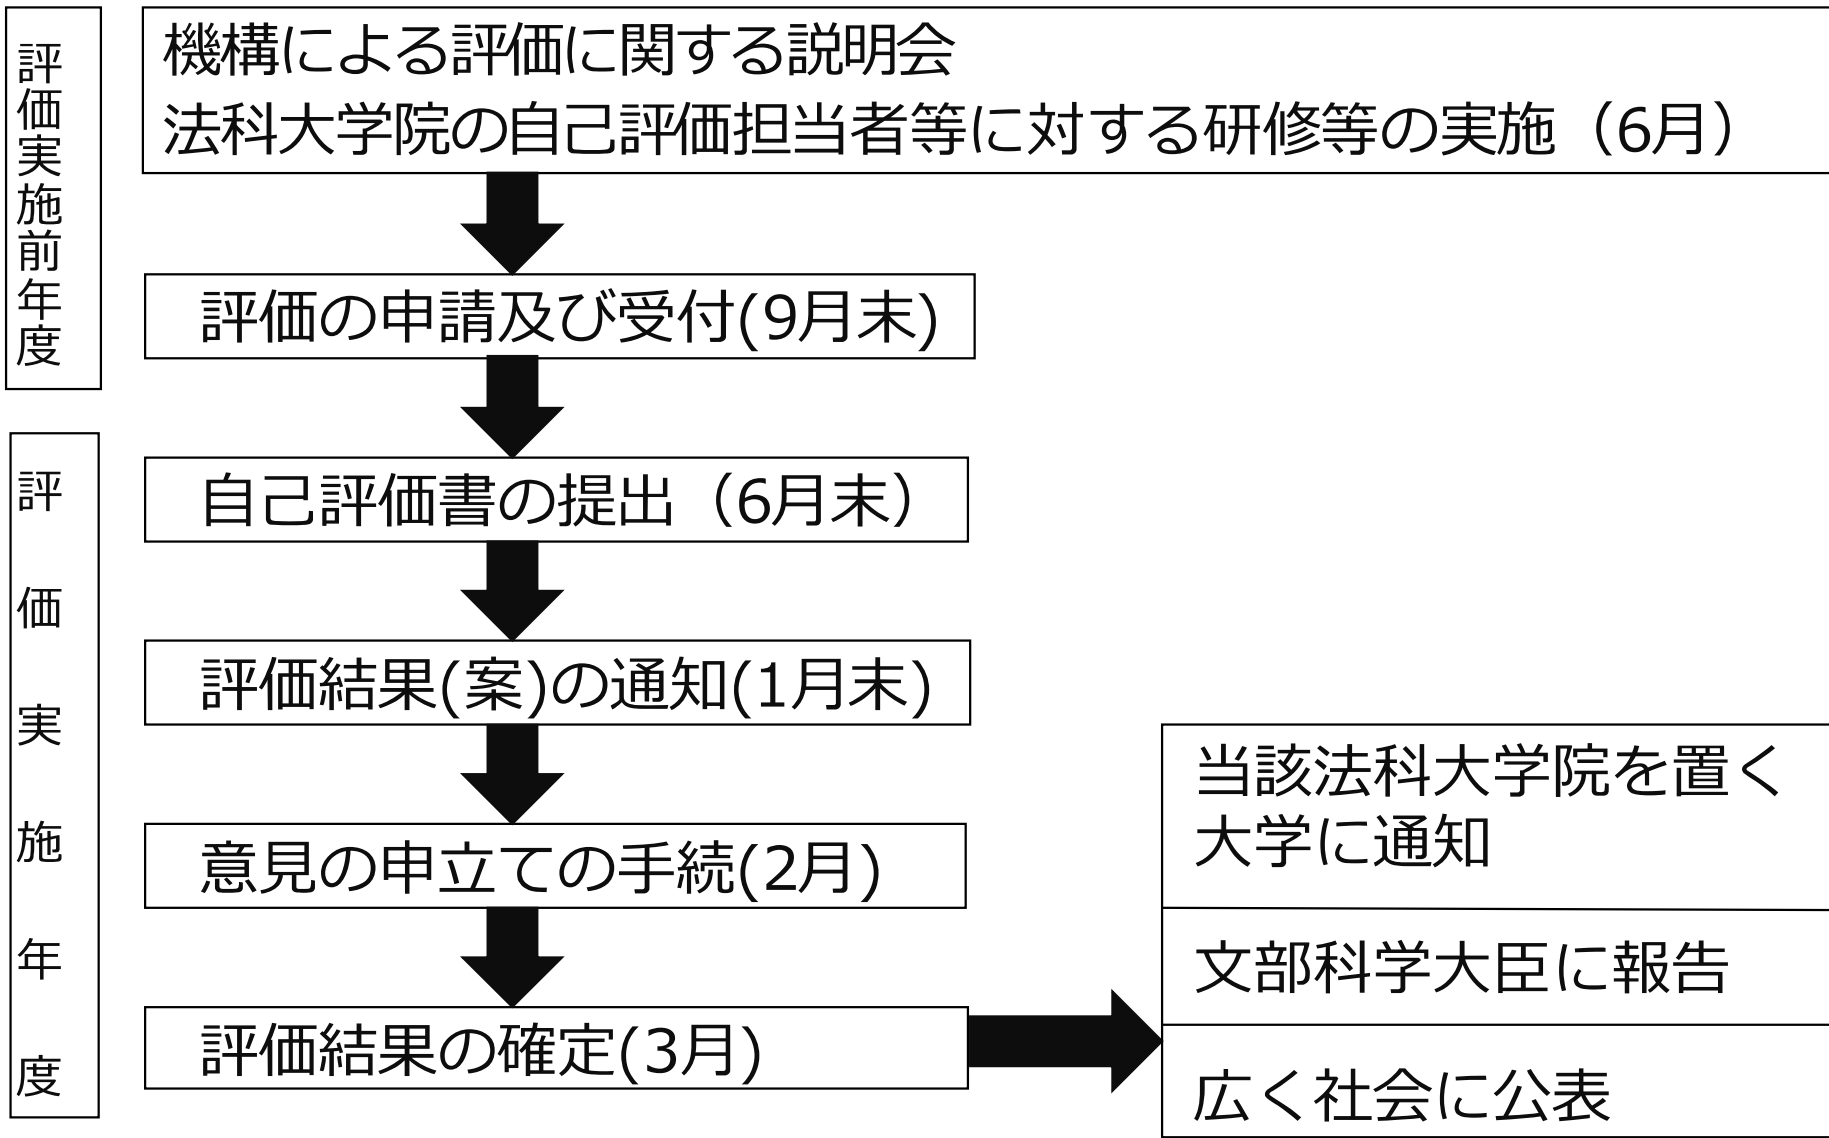 評価実施前年度
機構による評価に関する説明会
法科大学院の自己評価担当者等に対する研修等の実施（6月）
評価の申請及び受付(9月末)
評価実施年度
自己評価書の提出（6月末）
評価結果(案)の通知(1月末)
意見の申立ての手続(2月)
評価結果の確定(3月)
当該法科大学院を置く
大学に通知
文部科学大臣に報告
広く社会に公表